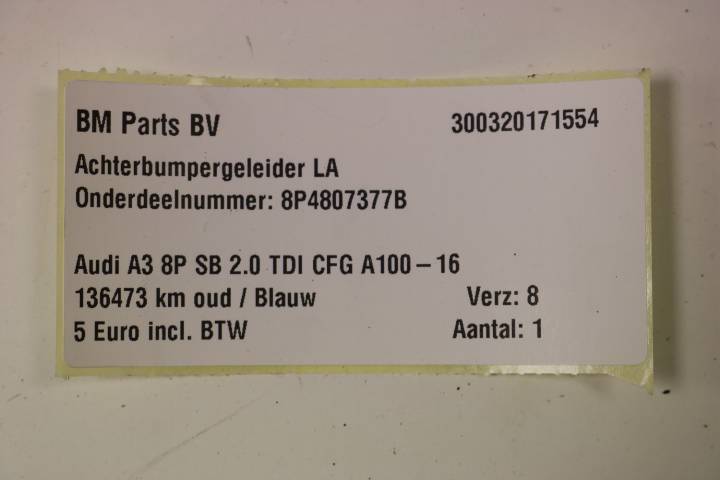 BM Parts BV 300320171554
Achterbumpergeleider LA
Onderdeelnummer: 8P4807377B
Audi A3 8P SB 2.0 TDI CFG A100-16
136473 km oud / Blauw Verz: 8
5 Euro incl. BTW Aantal: 1